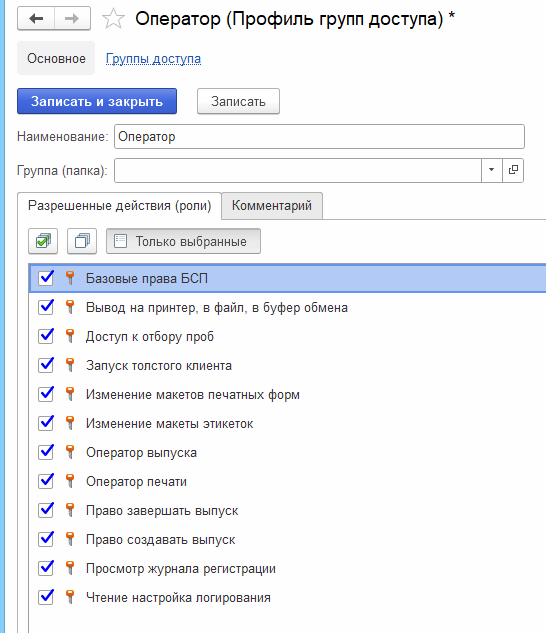 Оператор (Профиль групп доступа) *
Основное Группы доступа
Записать и закрыть Записать
Наименование: Оператор
Группа (папка):
Разрешенные действия (роли) Комментарий
Только выбранные
Базовые права БСП
Вывод на принтер, в файл, в буфер обмена
Доступ к отбору проб
Запуск толстого клиента
Изменение макетов печатных форм
Изменение макеты этикеток
Оператор выпуска
Оператор печати
Право завершать выпуск
Право создавать выпуск
Просмотр журнала регистрации
Чтение настройка логирования